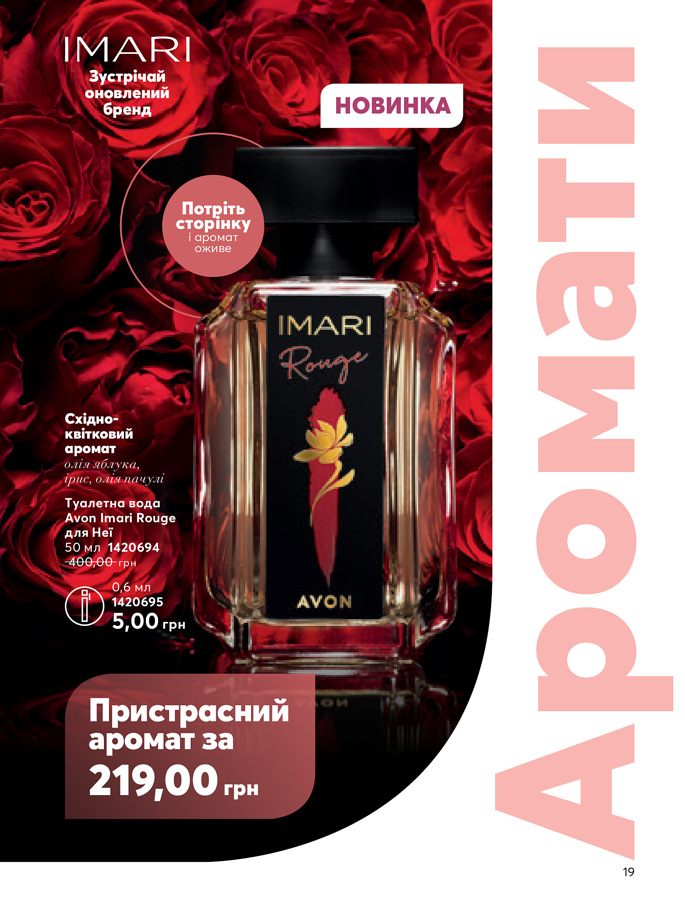 IMARI
Зустрічай
оновлений
бренд
НОВИНКА
Потріть
сторінку
і аромат
оживе
IMARI
Rouge
AVON
Східно-
квітковий
аромат
олія яблука,
ірис, олія пачулі
Туалетна вода
Avon Imari Rouge
для Неї
50 мл 1420694
400,00 грн
0,6 мл
1420695
5,00 грн
Пристрасний
аромат за
219,00 грн
Аромати
19